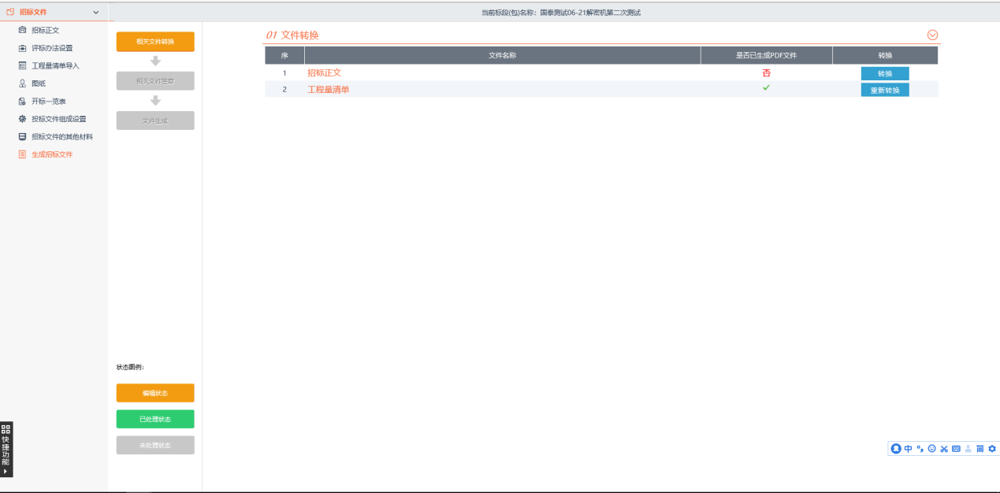 招标文件
当前标段(包)名称：国泰测试06-21解密机第二次测试
招标正文
评标办法设置
工程量清单导入
图纸
开标一览表
投标文件组成设置
招标文件的其他材料
生成招标文件
相关文件转换
相关文件签章
文件生成
状态图例：
编辑状态
已处理状态
未处理状态
01 文件转换
序 文件名称 是否已生成PDF文件 转换
1 招标正文 否 转换
2 工程量清单 重新转换
快捷功能
中 简